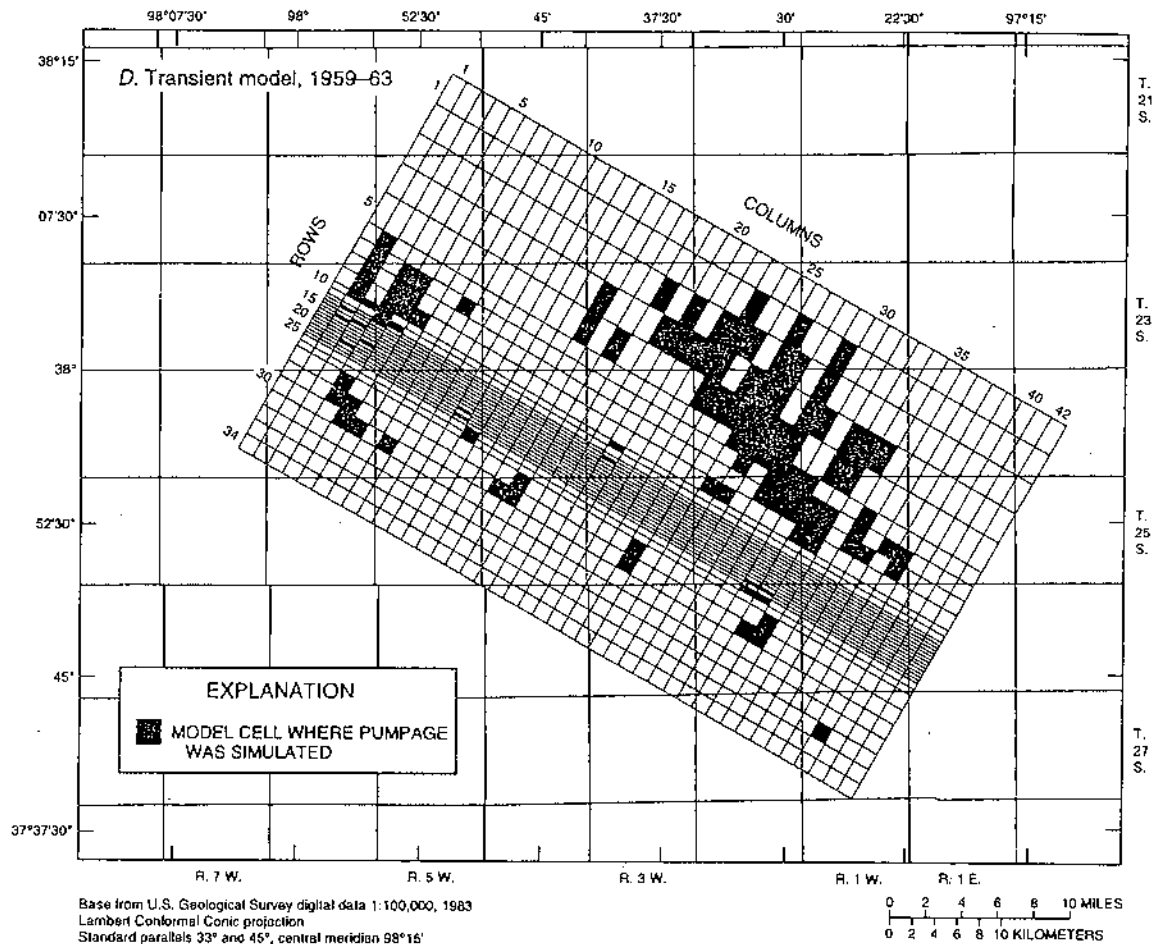 98°07'30" 98° 52'30" 45' 37'30" 30' 22'30" 97°15'
38°15'
D. Transient model, 1959–63
T. 21 S.
1 1
5
10
15
COLUMNS
20
25
30
35
40 42
07'30"
5
ROWS
10
15
20
25
30
34
T. 23 S.
38°
52'30"
T. 25 S.
45'
EXPLANATION
MODEL CELL WHERE PUMPAGE
WAS SIMULATED
T. 27 S.
37°37'30"
R. 7 W. R. 5 W. R. 3 W. R. 1 W. R. 1 E.
Base from U.S. Geological Survey digital data 1:100,000, 1983
Lambert Conformal Conic projection
Standard parallels 33° and 45°, central meridian 98°15'
0 2 4 6 8 10 MILES
0 2 4 6 8 10 KILOMETERS